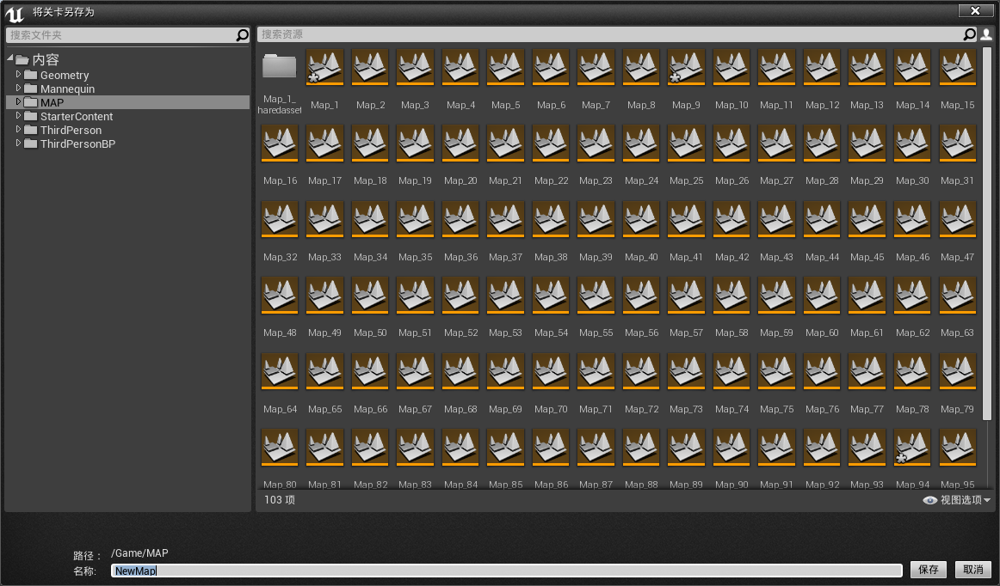 将关卡另存为
搜索文件夹
内容
Geometry
Mannequin
MAP
StarterContent
ThirdPerson
ThirdPersonBP
搜索资源
Map_1_
haredasset
Map_1 Map_2 Map_3 Map_4 Map_5 Map_6 Map_7 Map_8 Map_9 Map_10 Map_11 Map_12 Map_13 Map_14 Map_15
Map_16 Map_17 Map_18 Map_19 Map_20 Map_21 Map_22 Map_23 Map_24 Map_25 Map_26 Map_27 Map_28 Map_29 Map_30 Map_31
Map_32 Map_33 Map_34 Map_35 Map_36 Map_37 Map_38 Map_39 Map_40 Map_41 Map_42 Map_43 Map_44 Map_45 Map_46 Map_47
Map_48 Map_49 Map_50 Map_51 Map_52 Map_53 Map_54 Map_55 Map_56 Map_57 Map_58 Map_59 Map_60 Map_61 Map_62 Map_63
Map_64 Map_65 Map_66 Map_67 Map_68 Map_69 Map_70 Map_71 Map_72 Map_73 Map_74 Map_75 Map_76 Map_77 Map_78 Map_79
Map_80 Map_81 Map_82 Map_83 Map_84 Map_85 Map_86 Map_87 Map_88 Map_89 Map_90 Map_91 Map_92 Map_93 Map_94 Map_95
103 项
视图选项
路径： /Game/MAP
名称: NewMap
保存
取消